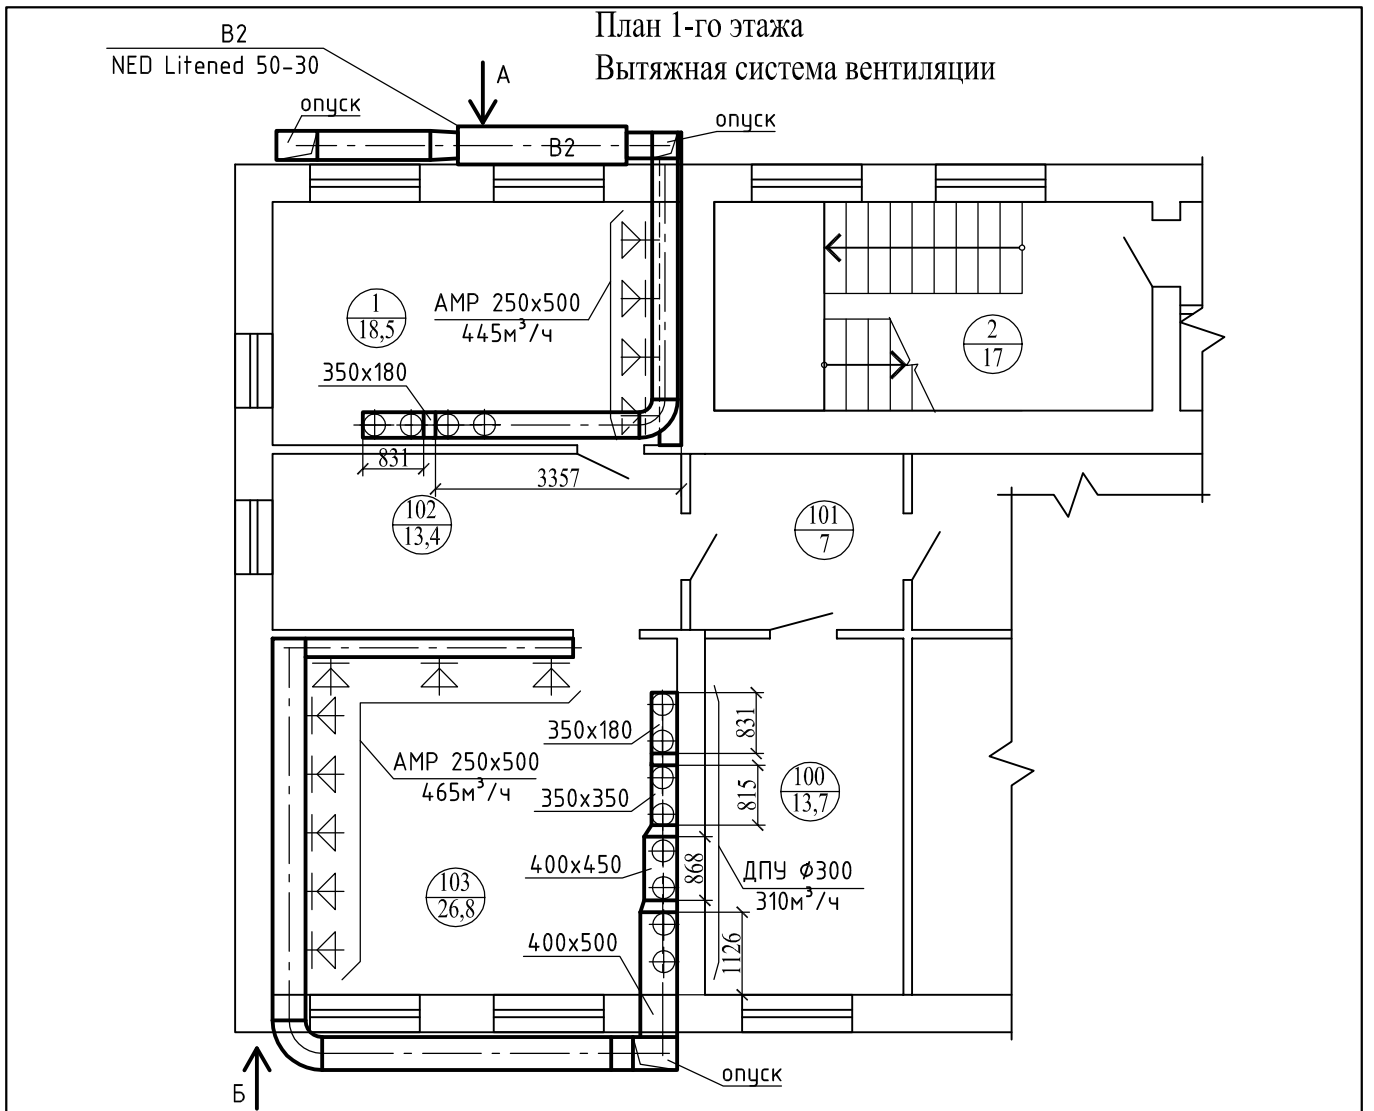 План 1-го этажа
Вытяжная система вентиляции
В2
NED Litened 50-30
А
опуск
опуск
В2
1
18,5
АМР 250х500
445м³/ч
2
17
350х180
831
3357
102
13,4
101
7
350х180
831
АМР 250х500
465м³/ч
350х350
815
100
13,7
400х450
868
ДПУ Ф300
310м³/ч
103
26,8
400х500
1126
опуск
Б